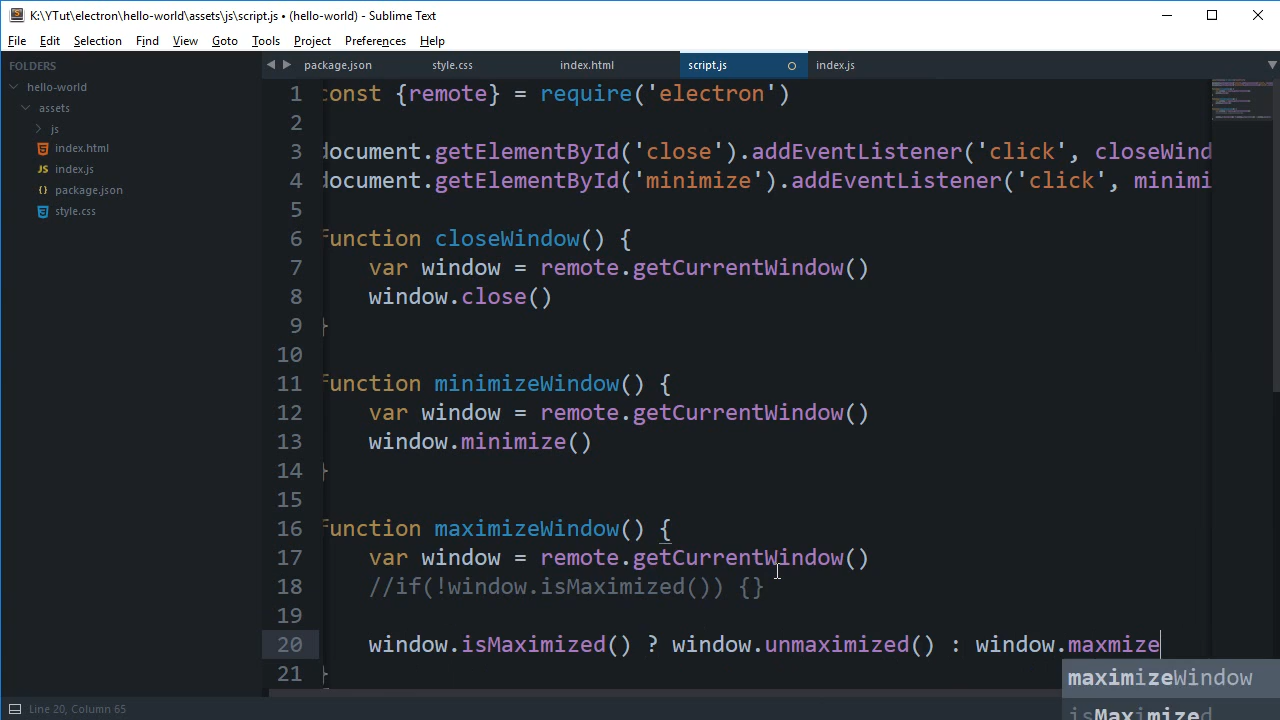 K:\YTut\electron\hello-world\assets\js\script.js • (hello-world) - Sublime Text
File Edit Selection Find View Goto Tools Project Preferences Help
FOLDERS
hello-world
assets
js
index.html
index.js
package.json
style.css
package.json style.css index.html script.js index.js
1 const {remote} = require('electron')
2
3 document.getElementById('close').addEventListener('click', closeWind
4 document.getElementById('minimize').addEventListener('click', minimi
5
6 function closeWindow() {
7 var window = remote.getCurrentWindow()
8 window.close()
9 }
10
11 function minimizeWindow() {
12 var window = remote.getCurrentWindow()
13 window.minimize()
14 }
15
16 function maximizeWindow() {
17 var window = remote.getCurrentWindow()
18 //if(!window.isMaximized()) {}
19
20 window.isMaximized() ? window.unmaximized() : window.maxmize
21 }
maximizeWindow
isMaximized
Line 20, Column 65